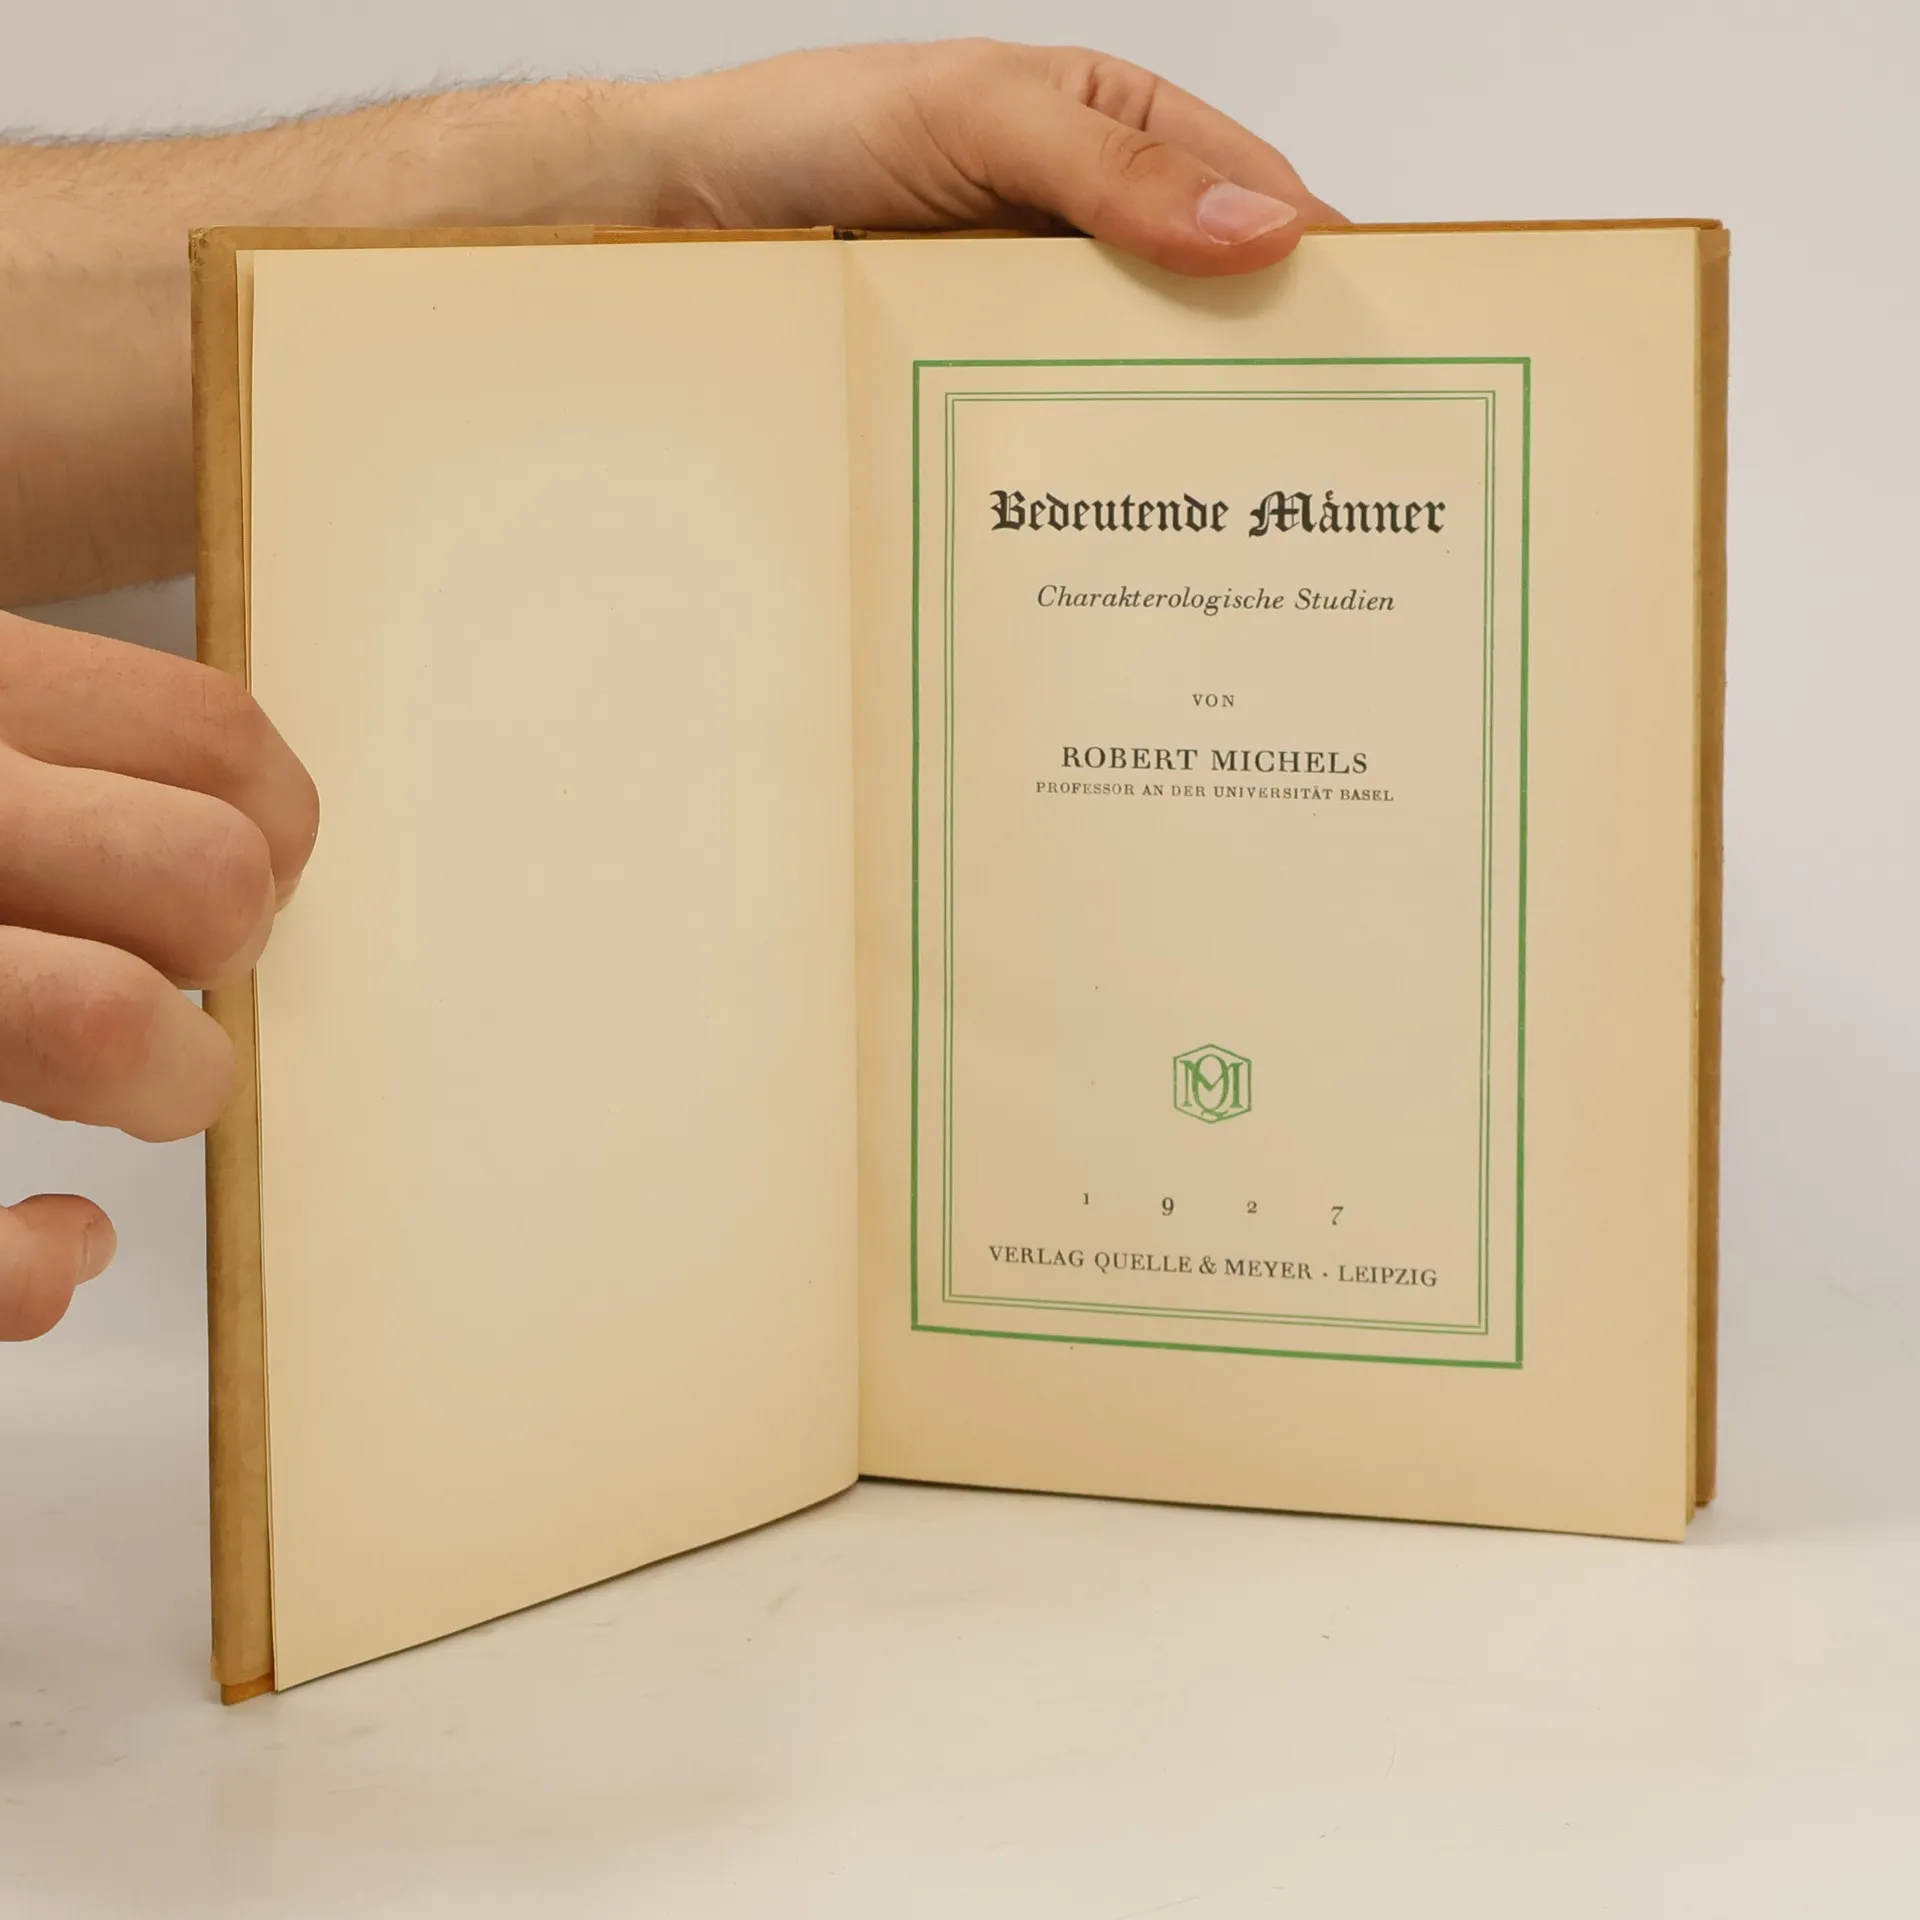 Bedeutende Männer
Charakterologische Studien
VON
ROBERT MICHELS
PROFESSOR AN DER UNIVERSITÄT BASEL
QM
1 9 2 7
VERLAG QUELLE & MEYER · LEIPZIG